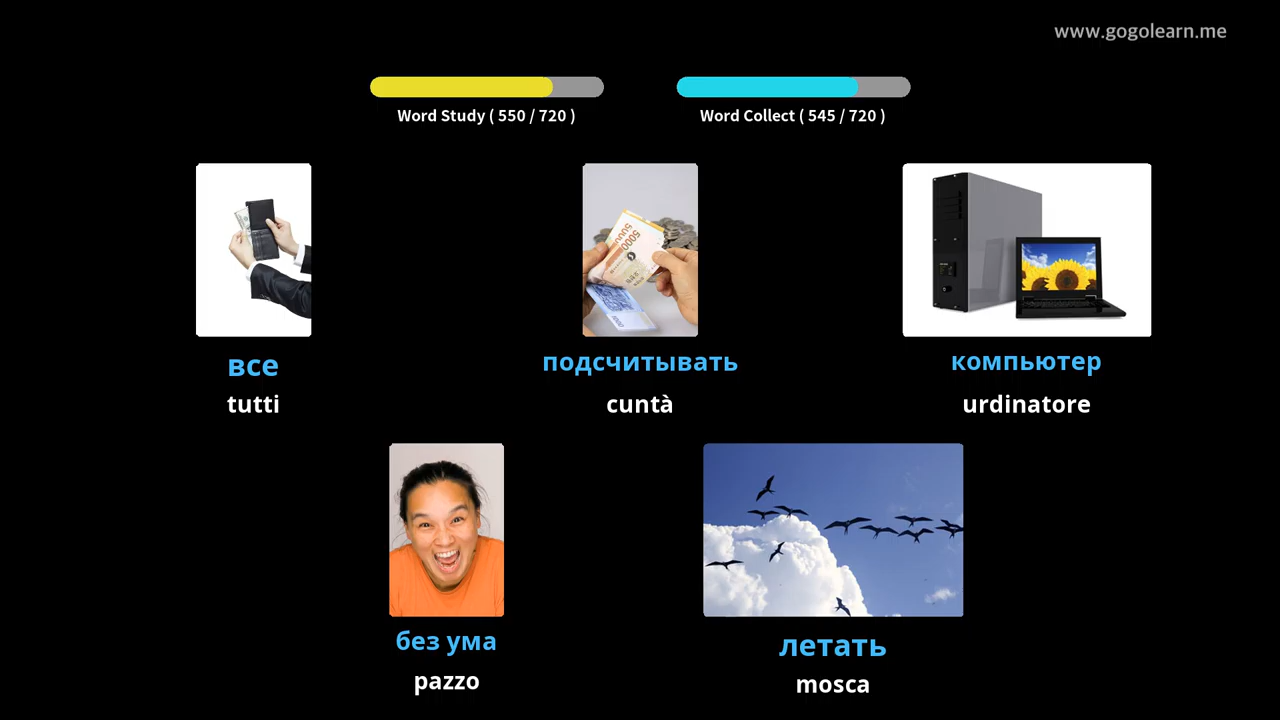 www.gogolearn.me
Word Study ( 550 / 720 )
Word Collect ( 545 / 720 )
все
tutti
подсчитывать
cuntà
компьютер
urdinatore
без ума
pazzo
летать
mosca